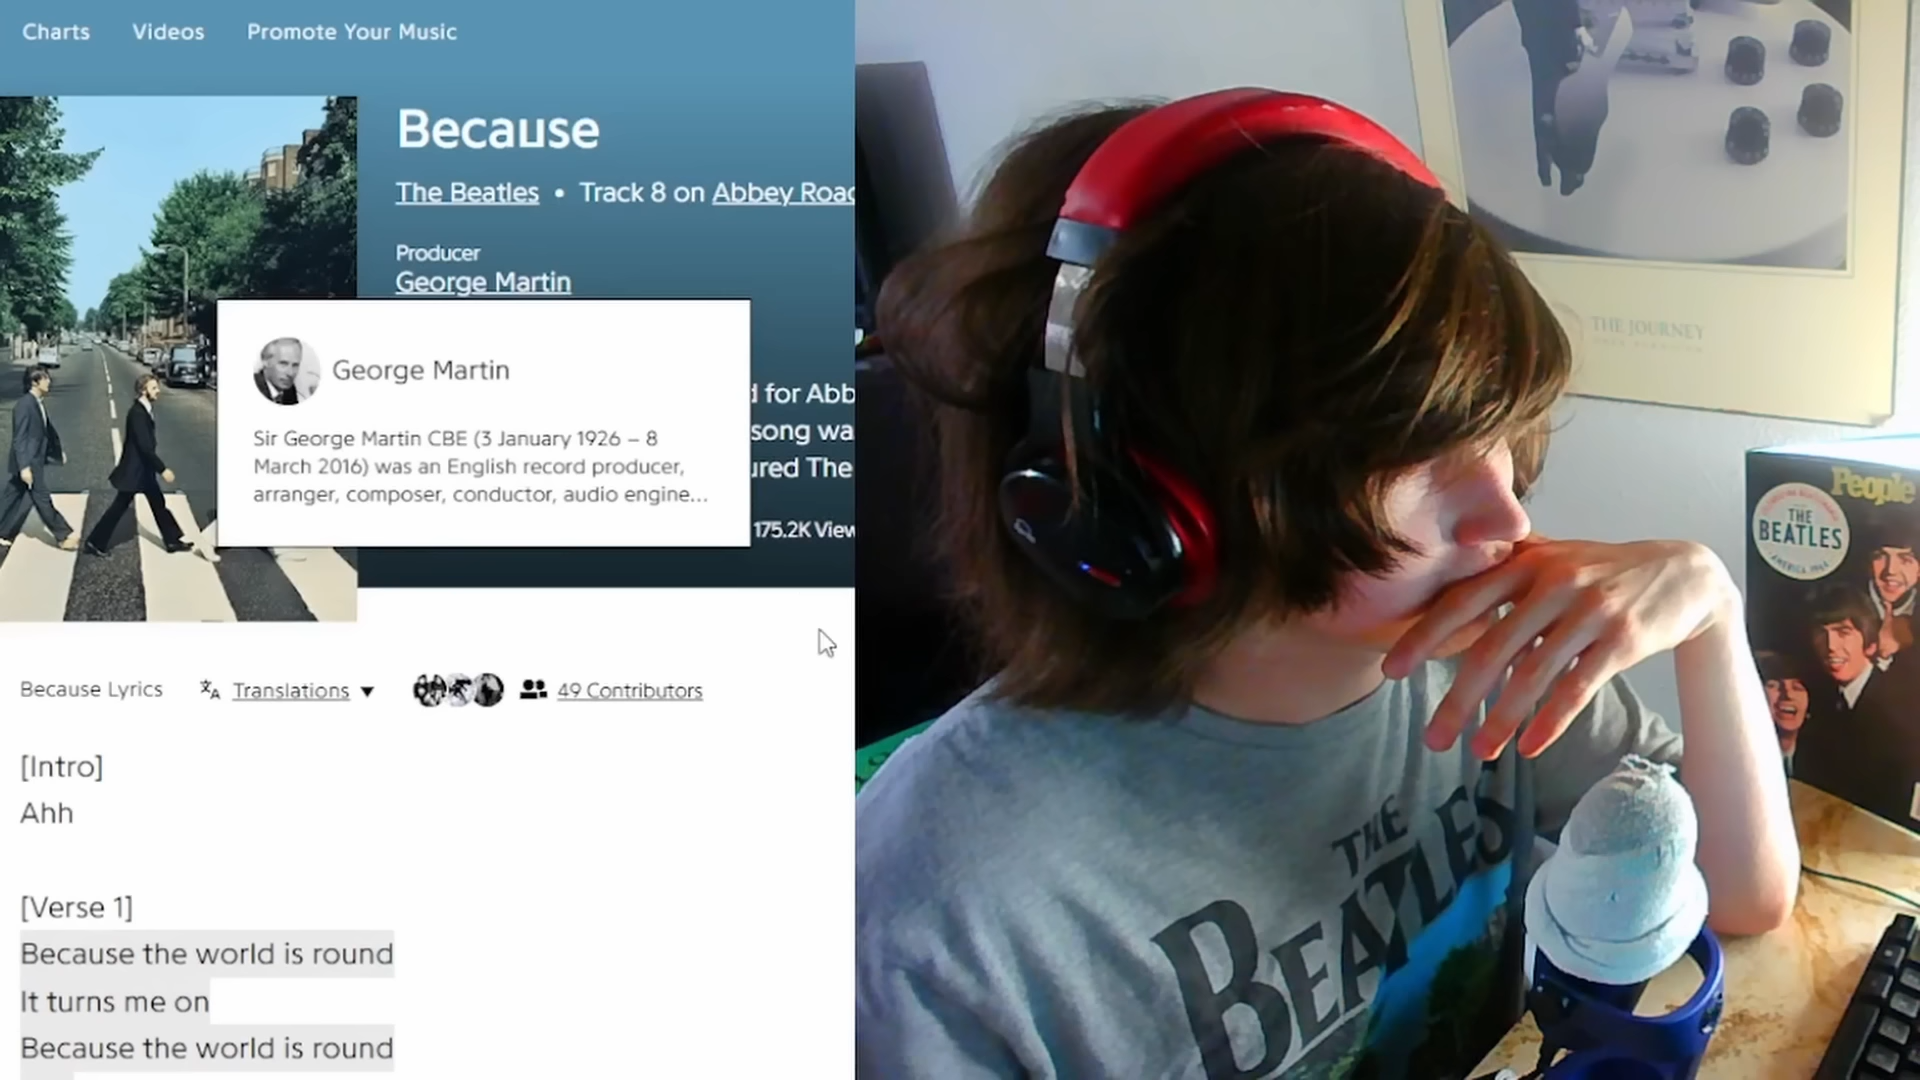 Charts Videos Promote Your Music
Because
The Beatles • Track 8 on Abbey Road
Producer
George Martin
George Martin
Sir George Martin CBE (3 January 1926 – 8
March 2016) was an English record producer,
arranger, composer, conductor, audio engine...
d for Abb
song wa
ured The
175.2K View
Because Lyrics Translations 49 Contributors
[Intro]
Ahh
[Verse 1]
Because the world is round
It turns me on
Because the world is round
THE JOURNEY
People
THE
BEATLES
AMERICA 1964
THE
BEATLES